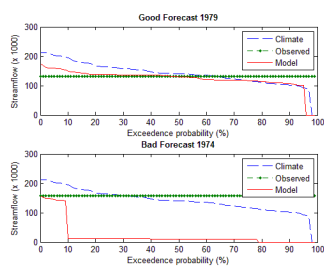 Good Forecast 1979
300
200
100
0
Streamflow (x 1000)
Climate
Observed
Model
0 10 20 30 40 50 60 70 80 90 100
Exceedence probability (%)
Bad Forecast 1974
300
200
100
0
Streamflow (x 1000)
Climate
Observed
Model
0 10 20 30 40 50 60 70 80 90 100
Exceedence probability (%)